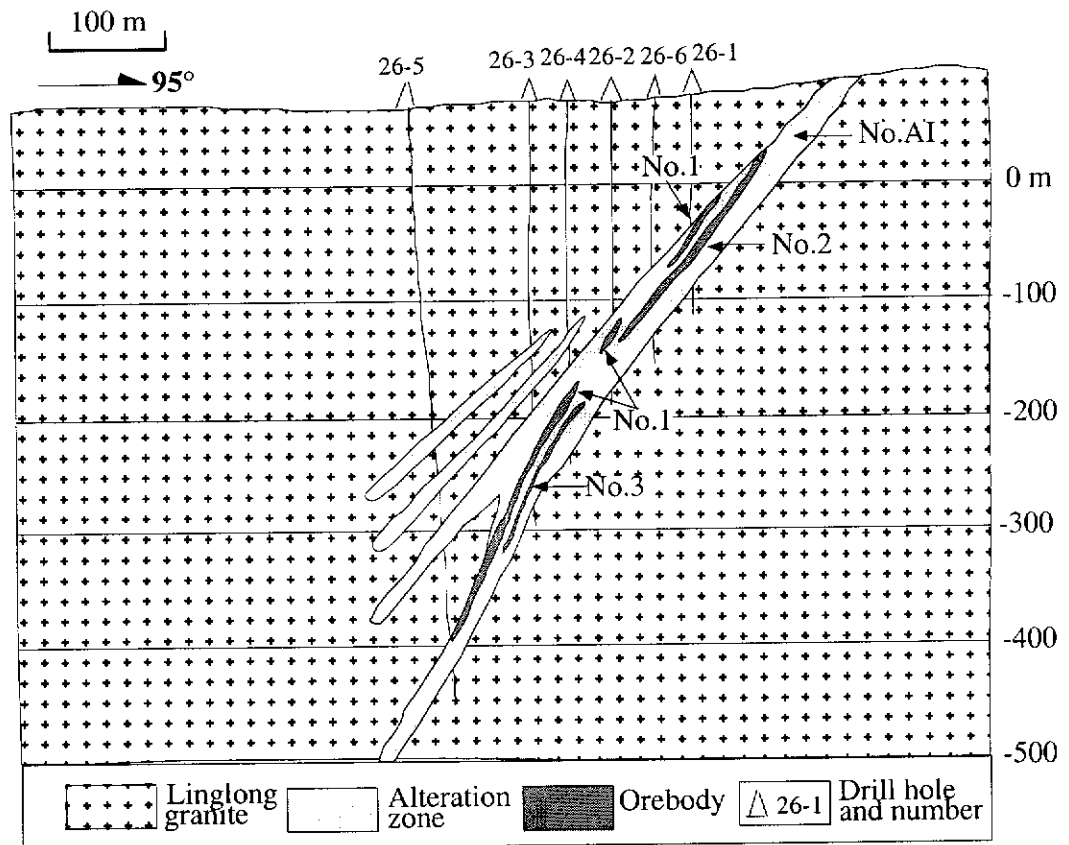 100 m
95°
26-5
26-3
26-4
26-2
26-6
26-1
No.AI
No.1
0 m
No.2
-100
No.1
-200
No.3
-300
-400
-500
Linglong
granite
Alteration
zone
Orebody
26-1
Drill hole
and number